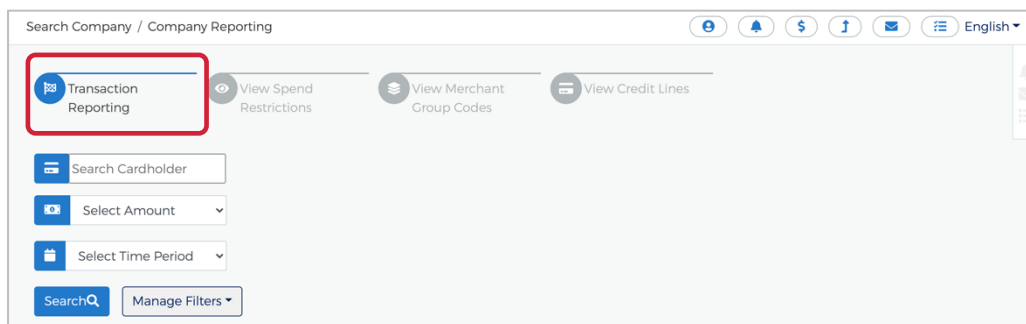 Search Company / Company Reporting
English
Transaction
Reporting
View Spend
Restrictions
View Merchant
Group Codes
View Credit Lines
Search Cardholder
Select Amount
Select Time Period
Search
Manage Filters